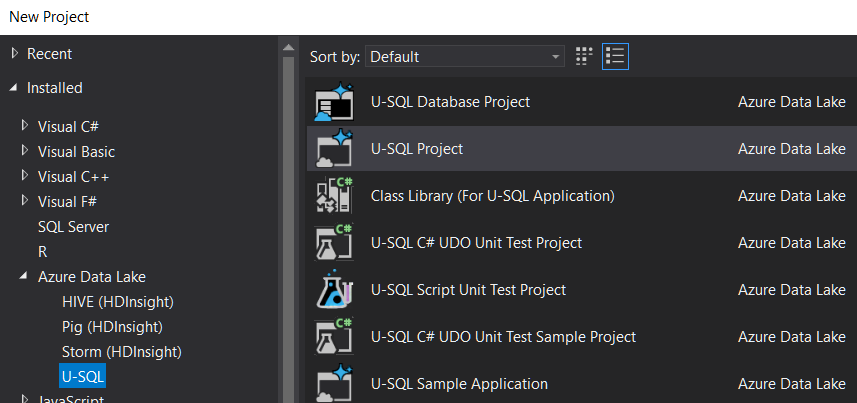 New Project
Recent
Installed
Visual C#
Visual Basic
Visual C++
Visual F#
SQL Server
R
Azure Data Lake
HIVE (HDInsight)
Pig (HDInsight)
Storm (HDInsight)
U-SQL
JavaScript
Sort by: Default
U-SQL Database Project Azure Data Lake
U-SQL Project Azure Data Lake
C# Class Library (For U-SQL Application) Azure Data Lake
C# U-SQL C# UDO Unit Test Project Azure Data Lake
U-SQL Script Unit Test Project Azure Data Lake
C# U-SQL C# UDO Unit Test Sample Project Azure Data Lake
U-SQL Sample Application Azure Data Lake